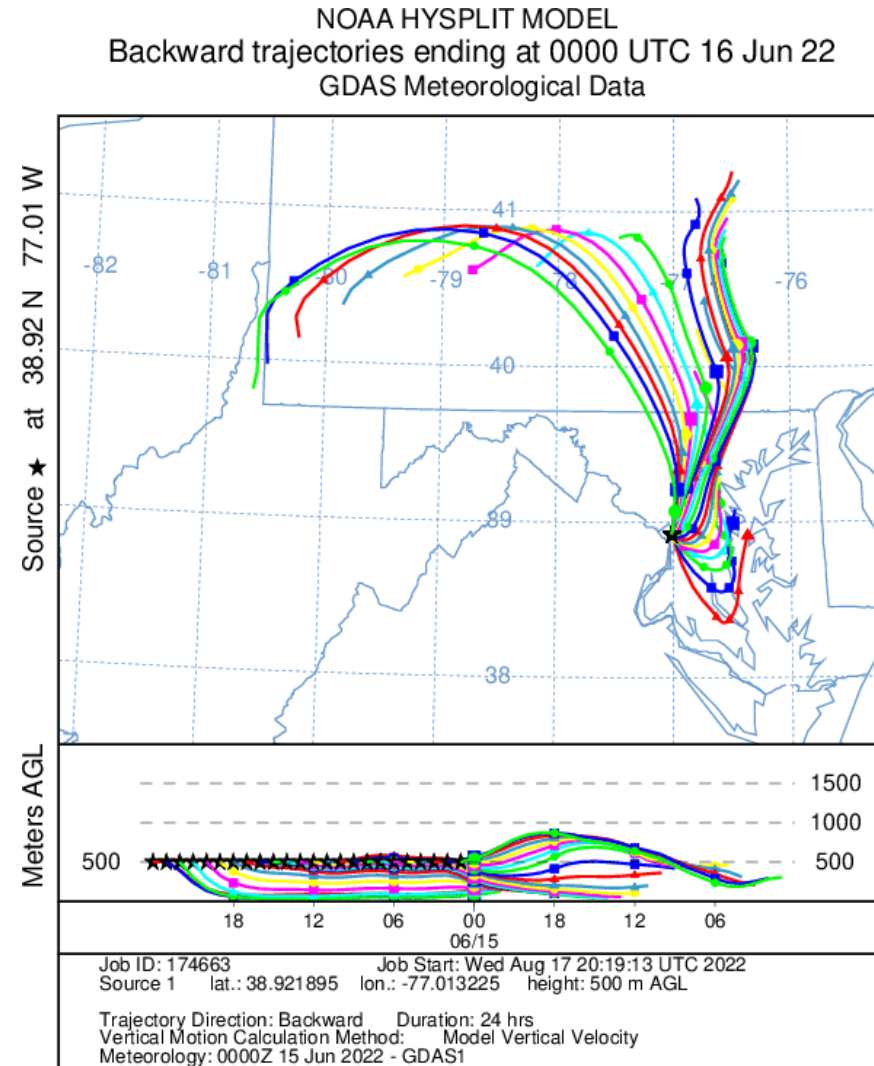 NOAA HYSPLIT MODEL
Backward trajectories ending at 0000 UTC 16 Jun 22
GDAS Meteorological Data
Source ★ at 38.92 N 77.01 W
41
-82 -81 -80 -79 -78 -77 -76
40
39
38
Meters AGL
1500
1000
500 500
18 12 06 00 18 12 06
06/15
Job ID: 174663 Job Start: Wed Aug 17 20:19:13 UTC 2022
Source 1 lat.: 38.921895 lon.: -77.013225 height: 500 m AGL
Trajectory Direction: Backward Duration: 24 hrs
Vertical Motion Calculation Method: Model Vertical Velocity
Meteorology: 0000Z 15 Jun 2022 - GDAS1